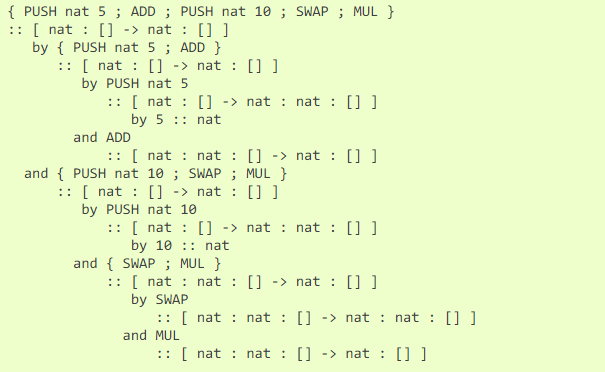 { PUSH nat 5 ; ADD ; PUSH nat 10 ; SWAP ; MUL }
:: [ nat : [] -> nat : [] ]
   by { PUSH nat 5 ; ADD }
      :: [ nat : [] -> nat : [] ]
         by PUSH nat 5
            :: [ nat : [] -> nat : nat : [] ]
               by 5 :: nat
        and ADD
            :: [ nat : nat : [] -> nat : [] ]
  and { PUSH nat 10 ; SWAP ; MUL }
      :: [ nat : [] -> nat : [] ]
         by PUSH nat 10
            :: [ nat : [] -> nat : nat : [] ]
               by 10 :: nat
        and { SWAP ; MUL }
            :: [ nat : nat : [] -> nat : [] ]
               by SWAP
                  :: [ nat : nat : [] -> nat : nat : [] ]
              and MUL
                  :: [ nat : nat : [] -> nat : [] ]